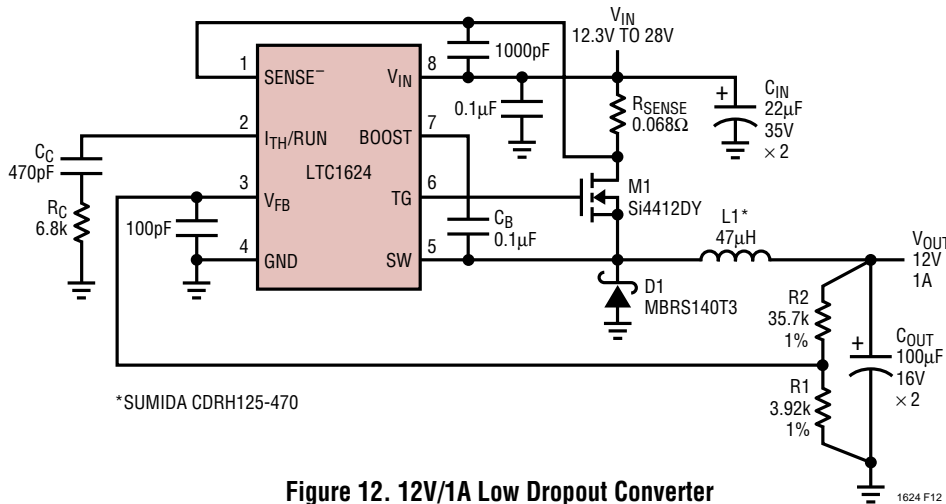 V_IN
12.3V TO 28V
1000pF
1
SENSE⁻
V_IN
8
0.1µF
R_SENSE
0.068Ω
+
C_IN
22µF
35V
× 2
2
I_TH/RUN
BOOST
7
C_C
470pF
LTC1624
R_C
6.8k
3
V_FB
TG
6
M1
Si4412DY
100pF
C_B
0.1µF
4
GND
SW
5
L1*
47µH
V_OUT
12V
1A
D1
MBRS140T3
R2
35.7k
1%
+
C_OUT
100µF
16V
× 2
R1
3.92k
1%
*SUMIDA CDRH125-470
Figure 12. 12V/1A Low Dropout Converter
1624 F12